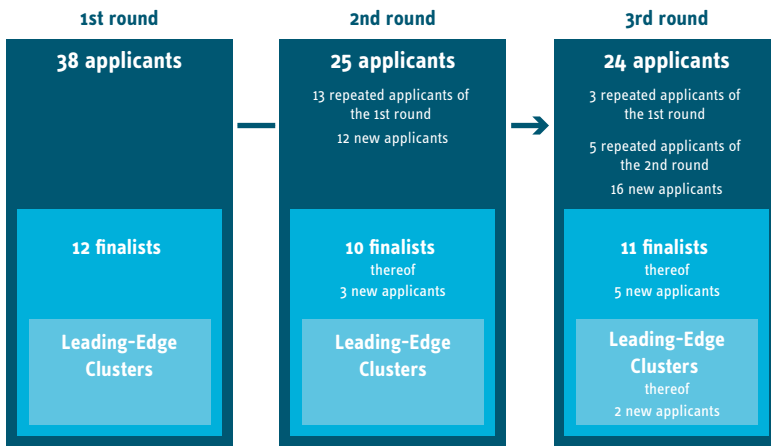 1st round
38 applicants
12 finalists
Leading-Edge
Clusters
2nd round
25 applicants
13 repeated applicants of
the 1st round
12 new applicants
10 finalists
thereof
3 new applicants
Leading-Edge
Clusters
3rd round
24 applicants
3 repeated applicants of
the 1st round
5 repeated applicants of
the 2nd round
16 new applicants
11 finalists
thereof
5 new applicants
Leading-Edge
Clusters
thereof
2 new applicants